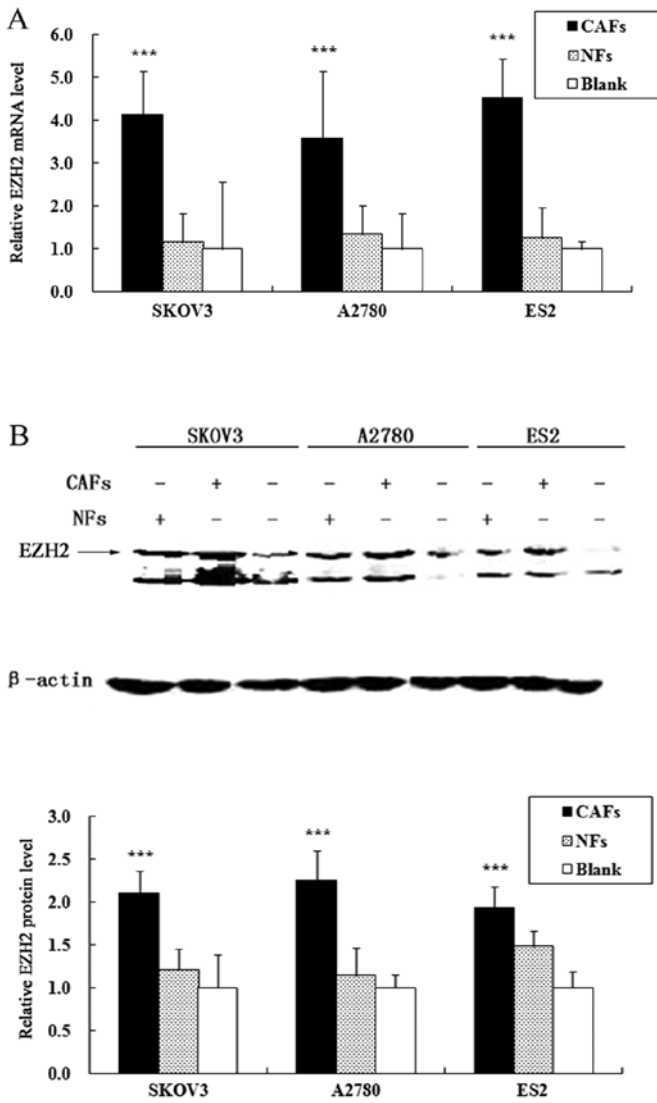 A
*** *** ***
CAFs
NFs
Blank
Relative EZH2 mRNA level
6.0
5.0
4.0
3.0
2.0
1.0
0.0
SKOV3 A2780 ES2
B
SKOV3 A2780 ES2
CAFs - + - - + - - + -
NFs + - - + - - + - -
EZH2
β-actin
*** *** ***
CAFs
NFs
Blank
Relative EZH2 protein level
3.0
2.5
2.0
1.5
1.0
0.5
0.0
SKOV3 A2780 ES2